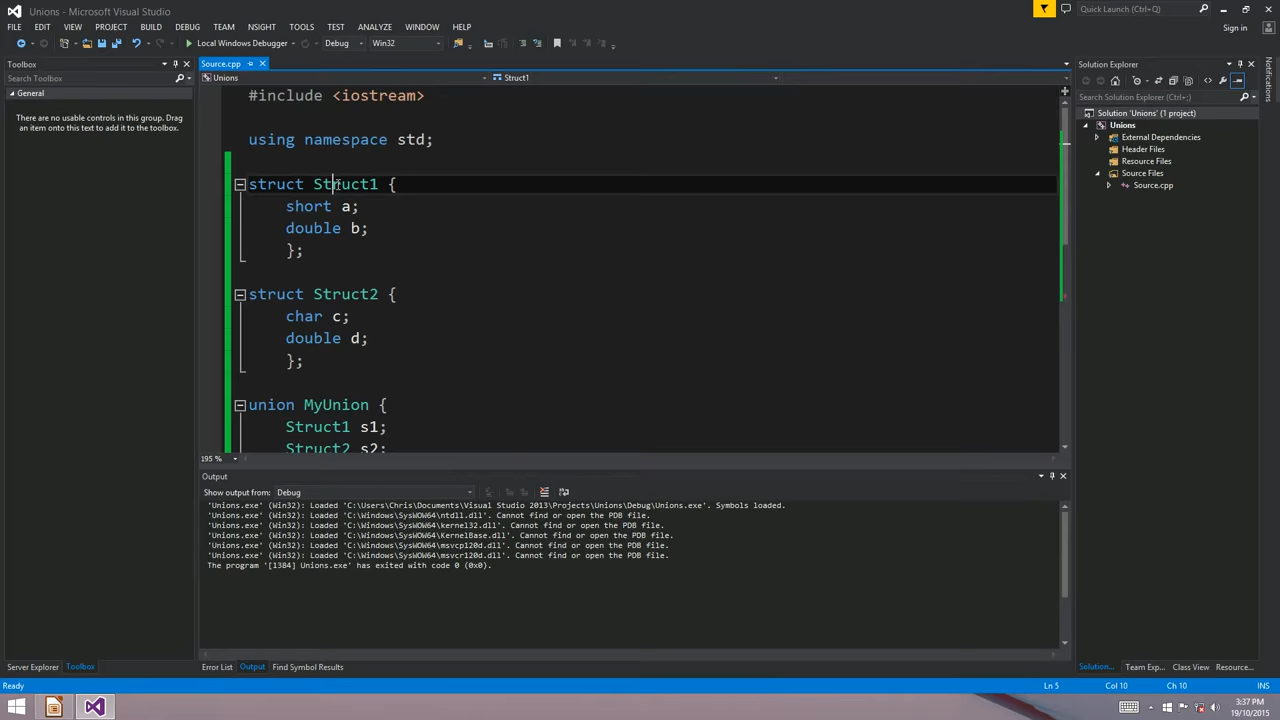 Unions - Microsoft Visual Studio
Quick Launch (Ctrl+Q)
FILE EDIT VIEW PROJECT BUILD DEBUG TEAM NSIGHT TOOLS TEST ANALYZE WINDOW HELP
Sign in
Local Windows Debugger Debug Win32
Toolbox
Search Toolbox
General
There are no usable controls in this group. Drag
an item onto this text to add it to the toolbox.
Source.cpp
Unions
Struct1
#include <iostream>
using namespace std;
struct Struct1 {
short a;
double b;
};
struct Struct2 {
char c;
double d;
};
union MyUnion {
Struct1 s1;
Struct2 s2;
195 %
Output
Show output from: Debug
'Unions.exe' (Win32): Loaded 'C:\Users\Chris\Documents\Visual Studio 2013\Projects\Unions\Debug\Unions.exe'. Symbols loaded.
'Unions.exe' (Win32): Loaded 'C:\Windows\SysWOW64\ntdll.dll'. Cannot find or open the PDB file.
'Unions.exe' (Win32): Loaded 'C:\Windows\SysWOW64\kernel32.dll'. Cannot find or open the PDB file.
'Unions.exe' (Win32): Loaded 'C:\Windows\SysWOW64\KernelBase.dll'. Cannot find or open the PDB file.
'Unions.exe' (Win32): Loaded 'C:\Windows\SysWOW64\msvcp120d.dll'. Cannot find or open the PDB file.
'Unions.exe' (Win32): Loaded 'C:\Windows\SysWOW64\msvcr120d.dll'. Cannot find or open the PDB file.
The program '[1384] Unions.exe' has exited with code 0 (0x0).
Solution Explorer
Search Solution Explorer (Ctrl+;)
Solution 'Unions' (1 project)
Unions
External Dependencies
Header Files
Resource Files
Source Files
Source.cpp
Notifications
Server Explorer Toolbox
Error List Output Find Symbol Results
Solution... Team Exp... Class View Resource...
Ready
Ln 5 Col 10 Ch 10 INS
3:37 PM
19/10/2015